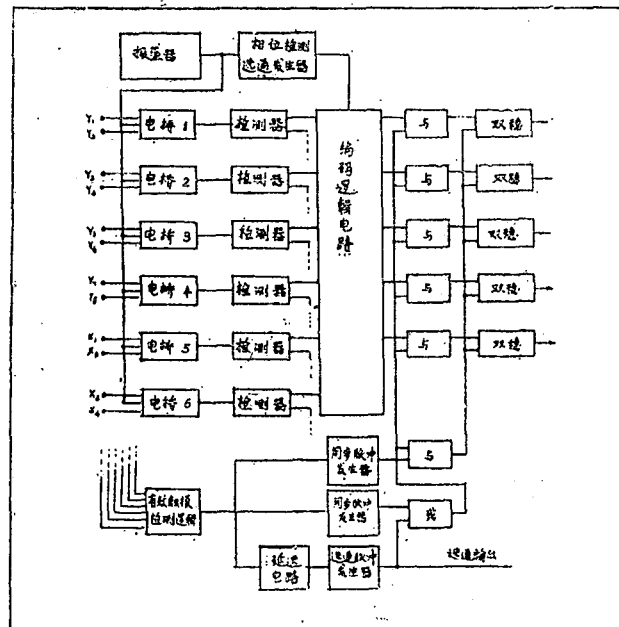 振荡器
相位检测
选通发生器
Y₁
Y₂
电桥 1
检测器
Y₃
Y₄
电桥 2
检测器
Y₅
Y₆
电桥 3
检测器
Y₇
Y₈
电桥 4
检测器
X₁
X₂
电桥 5
检测器
X₃
X₄
电桥 6
检测器
编码逻辑电路
与
双稳
与
双稳
与
双稳
与
双稳
与
双稳
与
有效数据
检测逻辑
同步脉冲
发生器
同步脉冲
发生器
或
延迟
电路
选通脉冲
发生器
选通输出